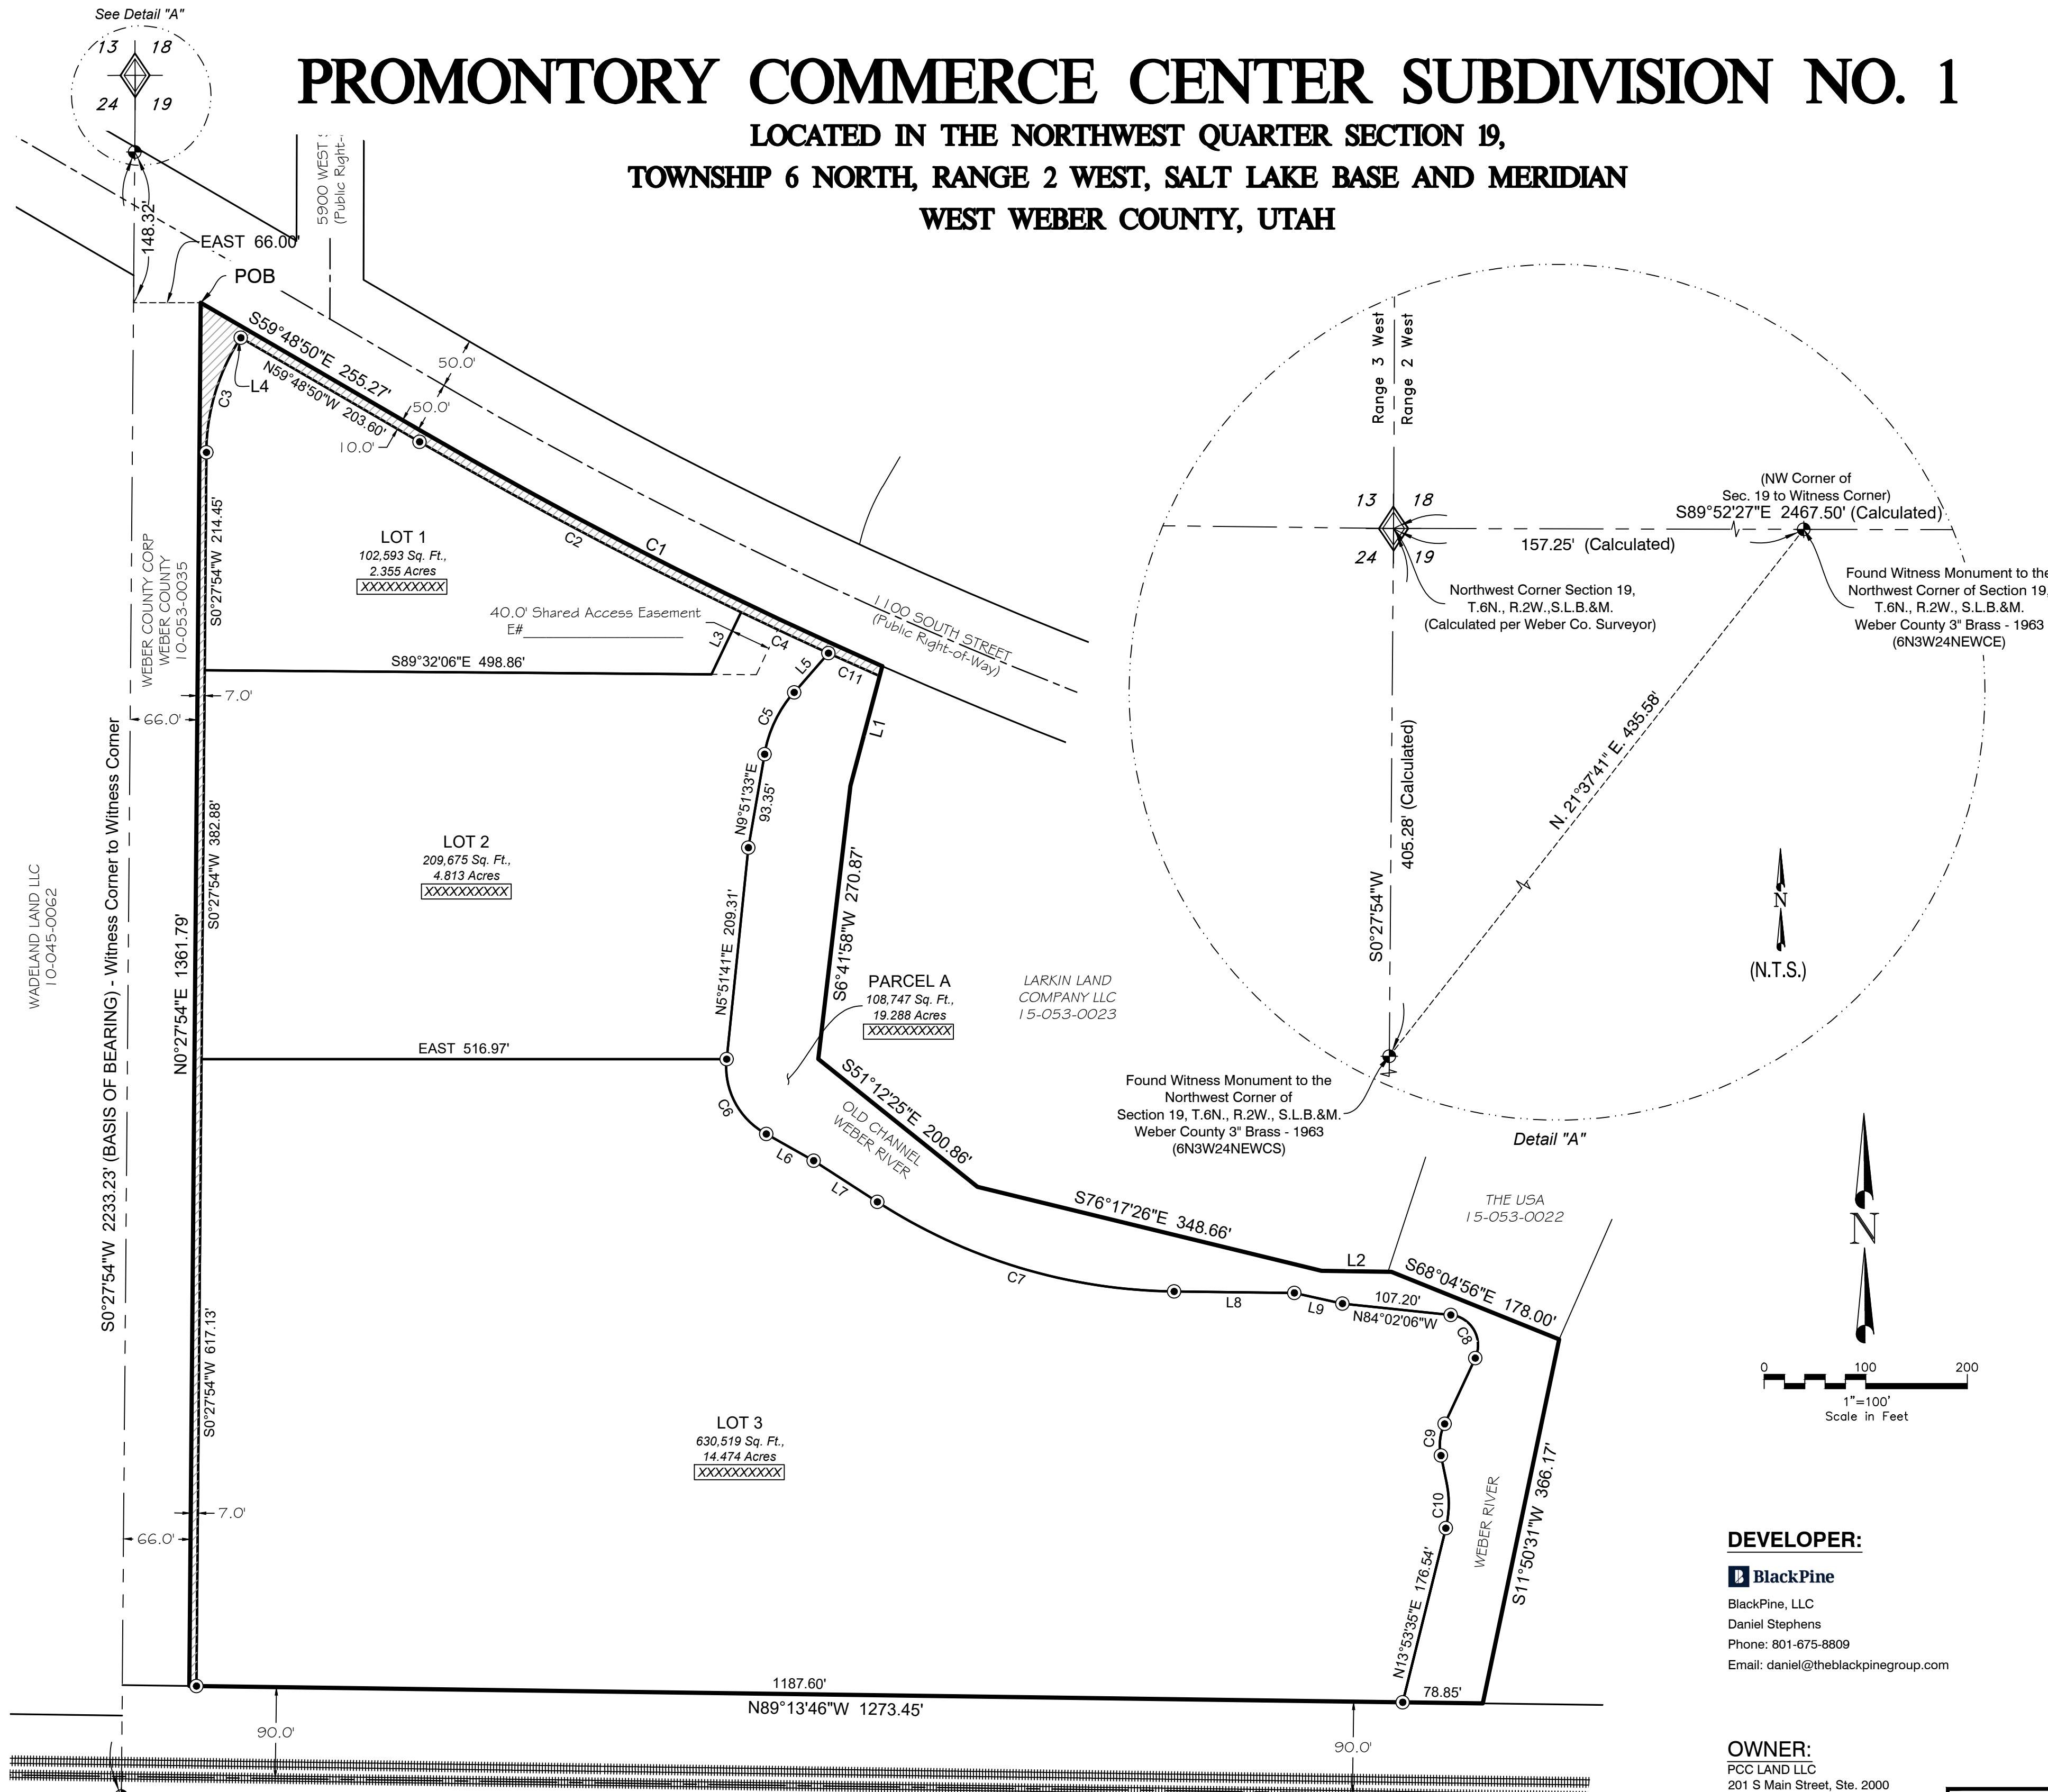 See Detail "A"
13 18
24 19
PROMONTORY COMMERCE CENTER SUBDIVISION NO. 1
LOCATED IN THE NORTHWEST QUARTER SECTION 19,
TOWNSHIP 6 NORTH, RANGE 2 WEST, SALT LAKE BASE AND MERIDIAN
WEST WEBER COUNTY, UTAH
5900 WEST
(Public Right-
148.32'
EAST 66.00'
POB
S59°48'50"E 255.27'
N59°48'50"W 203.60'
L4
C3
50.0'
50.0'
10.0'
C1
C2
LOT 1
102,593 Sq. Ft.,
2.355 Acres
XXXXXXXXXX
S0°27'54"W 214.45'
WEBER COUNTY CORP
WEBER COUNTY
10-053-0035
40.0' Shared Access Easement
E#
L3
C4
L5
C11
1100 SOUTH STREET
(Public Right-of-Way)
S89°32'06"E 498.86'
7.0'
66.0'
C5
L1
N9°51'33"E
93.35'
LOT 2
209,675 Sq. Ft.,
4.813 Acres
XXXXXXXXXX
S0°27'54"W 382.88'
WADELAND LAND LLC
10-045-0062
S0°27'54"W 2233.23' (BASIS OF BEARING) - Witness Corner to Witness Corner
N0°27'54"E 1361.79'
N5°51'41"E 209.31'
S6°41'58"W 270.87'
PARCEL A
108,747 Sq. Ft.,
19.288 Acres
XXXXXXXXXX
LARKIN LAND
COMPANY LLC
15-053-0023
EAST 516.97'
C6
L6
L7
S51°12'25"E 200.86'
OLD CHANNEL
WEBER RIVER
S76°17'26"E 348.66'
C7
L8
L9
L2
107.20'
N84°02'06"W
S68°04'56"E 178.00'
THE USA
15-053-0022
C8
C9
C10
S0°27'54"W 617.13'
LOT 3
630,519 Sq. Ft.,
14.474 Acres
XXXXXXXXXX
WEBER RIVER
S11°50'31"W 366.17'
N13°53'35"E 176.54'
7.0'
66.0'
1187.60'
78.85'
N89°13'46"W 1273.45'
90.0'
90.0'
Range 3 West
Range 2 West
13 18
24 19
(NW Corner of
Sec. 19 to Witness Corner)
S89°52'27"E 2467.50' (Calculated)
157.25' (Calculated)
Northwest Corner Section 19,
T.6N., R.2W.,S.L.B.&M.
(Calculated per Weber Co. Surveyor)
Found Witness Monument to the
Northwest Corner of Section 19,
T.6N., R.2W., S.L.B.&M.
Weber County 3" Brass - 1963
(6N3W24NEWCE)
S0°27'54"W
405.28' (Calculated)
N. 21°37'41" E. 435.58'
N
(N.T.S.)
Found Witness Monument to the
Northwest Corner of
Section 19, T.6N., R.2W., S.L.B.&M.
Weber County 3" Brass - 1963
(6N3W24NEWCS)
Detail "A"
N
0 100 200
1"=100'
Scale in Feet
DEVELOPER:
BlackPine
BlackPine, LLC
Daniel Stephens
Phone: 801-675-8809
Email: daniel@theblackpinegroup.com
OWNER:
PCC LAND LLC
201 S Main Street, Ste. 2000